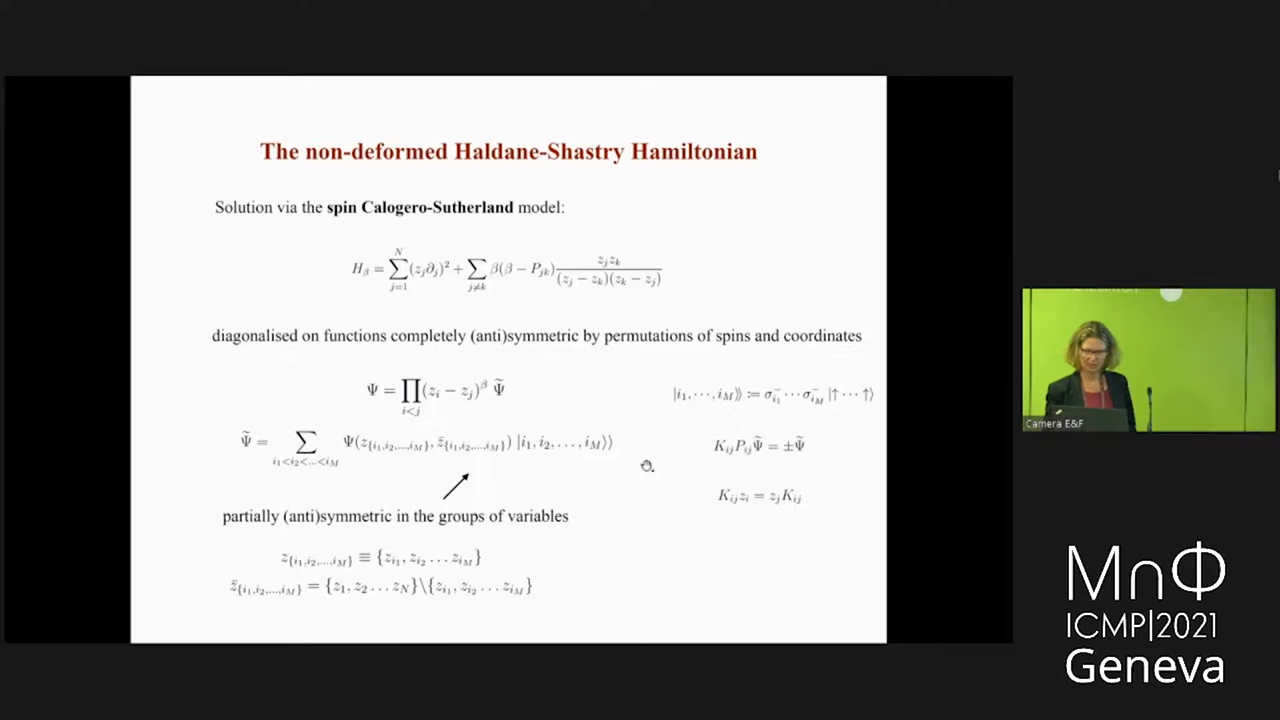 The non-deformed Haldane-Shastry Hamiltonian
Solution via the spin Calogero-Sutherland model:
H_β = ∑_{j=1}^{N} (z_j ∂_j)² + ∑_{j≠k} β(β − P_{jk}) z_j z_k / ((z_j − z_k)(z_k − z_j))
diagonalised on functions completely (anti)symmetric by permutations of spins and coordinates
Ψ = ∏_{i<j} (z_i − z_j)^β Ψ̃
|i_1, ⋯, i_M⟩⟩ := σ⁻_{i_1} ⋯ σ⁻_{i_M} |↑ ⋯ ↑⟩
Ψ̃ = ∑_{i_1<i_2<...<i_M} Ψ(z_{{i_1,i_2,...,i_M}}, z̄_{{i_1,i_2,...,i_M}}) |i_1, i_2, . . . , i_M⟩⟩
K_{ij} P_{ij} Ψ̃ = ±Ψ̃
K_{ij} z_i = z_j K_{ij}
partially (anti)symmetric in the groups of variables
z_{{i_1,i_2,...,i_M}} ≡ {z_{i_1}, z_{i_2} . . . z_{i_M}}
z̄_{{i_1,i_2,...,i_M}} = {z_1, z_2 . . . z_N}\{z_{i_1}, z_{i_2} . . . z_{i_M}}
Camera E&F
MnΦ
ICMP|2021
Geneva